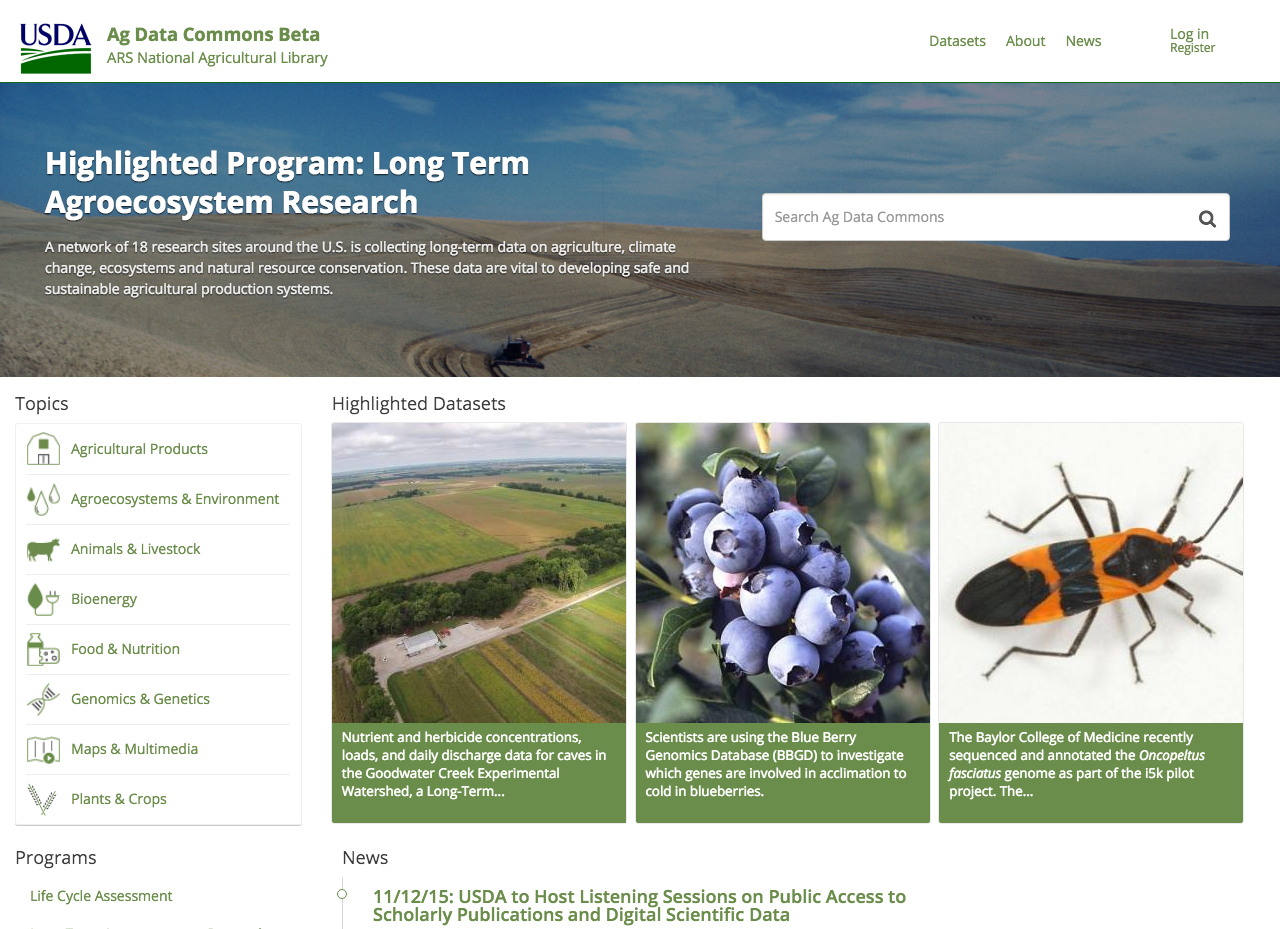 USDA
Ag Data Commons Beta
ARS National Agricultural Library
Datasets
About
News
Log in
Register
Highlighted Program: Long Term
Agroecosystem Research
A network of 18 research sites around the U.S. is collecting long-term data on agriculture, climate
change, ecosystems and natural resource conservation. These data are vital to developing safe and
sustainable agricultural production systems.
Search Ag Data Commons
Topics
Agricultural Products
Agroecosystems & Environment
Animals & Livestock
Bioenergy
Food & Nutrition
Genomics & Genetics
Maps & Multimedia
Plants & Crops
Highlighted Datasets
Nutrient and herbicide concentrations,
loads, and daily discharge data for caves in
the Goodwater Creek Experimental
Watershed, a Long-Term...
Scientists are using the Blue Berry
Genomics Database (BBGD) to investigate
which genes are involved in acclimation to
cold in blueberries.
The Baylor College of Medicine recently
sequenced and annotated the Oncopeltus
fasciatus genome as part of the i5k pilot
project. The...
Programs
Life Cycle Assessment
News
11/12/15: USDA to Host Listening Sessions on Public Access to
Scholarly Publications and Digital Scientific Data